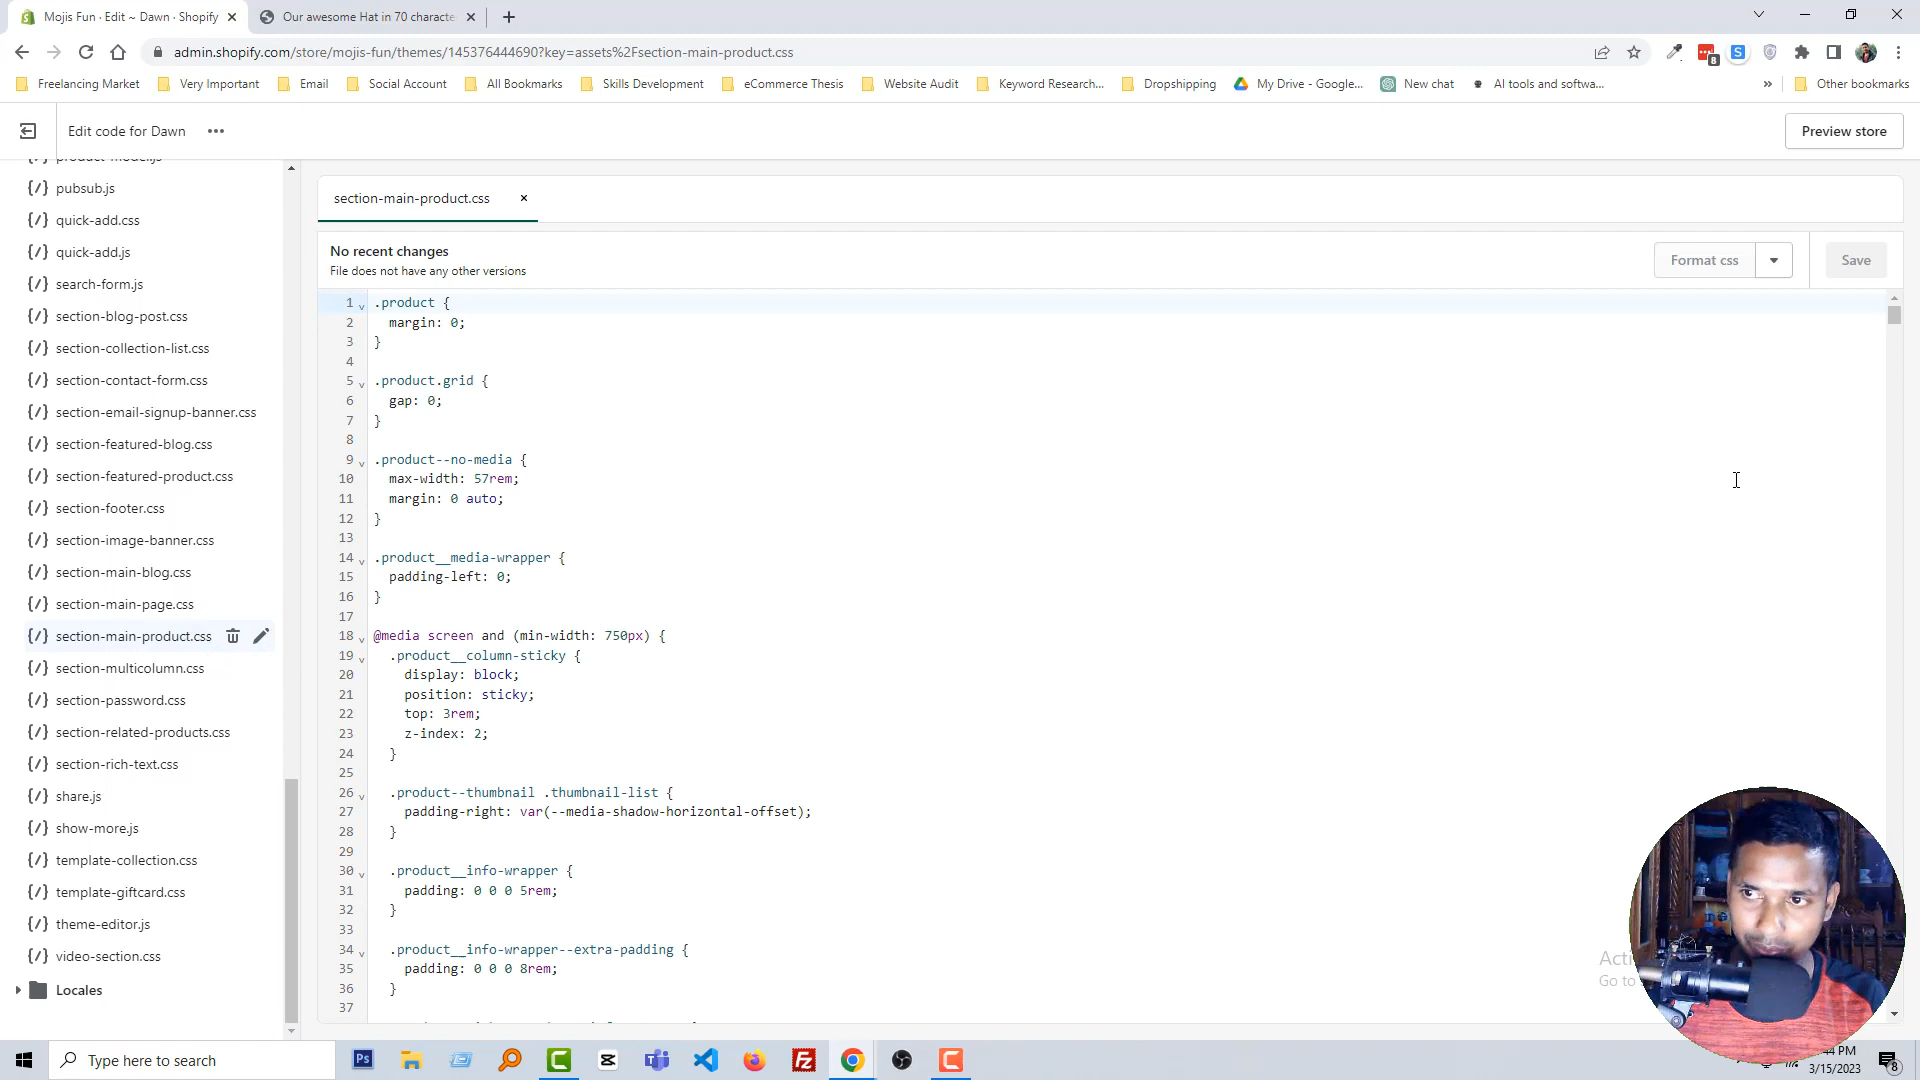 Mojis Fun · Edit ~ Dawn · Shopify
Our awesome Hat in 70 characte
admin.shopify.com/store/mojis-fun/themes/145376444690?key=assets%2Fsection-main-product.css
8
S
Freelancing Market
Very Important
Email
Social Account
All Bookmarks
Skills Development
eCommerce Thesis
Website Audit
Keyword Research...
Dropshipping
My Drive - Google...
New chat
AI tools and softwa...
»
Other bookmarks
Edit code for Dawn
Preview store
{/} product-model.js
{/} pubsub.js
{/} quick-add.css
{/} quick-add.js
{/} search-form.js
{/} section-blog-post.css
{/} section-collection-list.css
{/} section-contact-form.css
{/} section-email-signup-banner.css
{/} section-featured-blog.css
{/} section-featured-product.css
{/} section-footer.css
{/} section-image-banner.css
{/} section-main-blog.css
{/} section-main-page.css
{/} section-main-product.css
{/} section-multicolumn.css
{/} section-password.css
{/} section-related-products.css
{/} section-rich-text.css
{/} share.js
{/} show-more.js
{/} template-collection.css
{/} template-giftcard.css
{/} theme-editor.js
{/} video-section.css
Locales
section-main-product.css
No recent changes
File does not have any other versions
Format css
Save
1 .product {
2 margin: 0;
3 }
4
5 .product.grid {
6 gap: 0;
7 }
8
9 .product--no-media {
10 max-width: 57rem;
11 margin: 0 auto;
12 }
13
14 .product__media-wrapper {
15 padding-left: 0;
16 }
17
18 @media screen and (min-width: 750px) {
19 .product__column-sticky {
20 display: block;
21 position: sticky;
22 top: 3rem;
23 z-index: 2;
24 }
25
26 .product--thumbnail .thumbnail-list {
27 padding-right: var(--media-shadow-horizontal-offset);
28 }
29
30 .product__info-wrapper {
31 padding: 0 0 0 5rem;
32 }
33
34 .product__info-wrapper--extra-padding {
35 padding: 0 0 0 8rem;
36 }
37
Go to
Type here to search
Ps
Fz
44 PM
3/15/2023
8